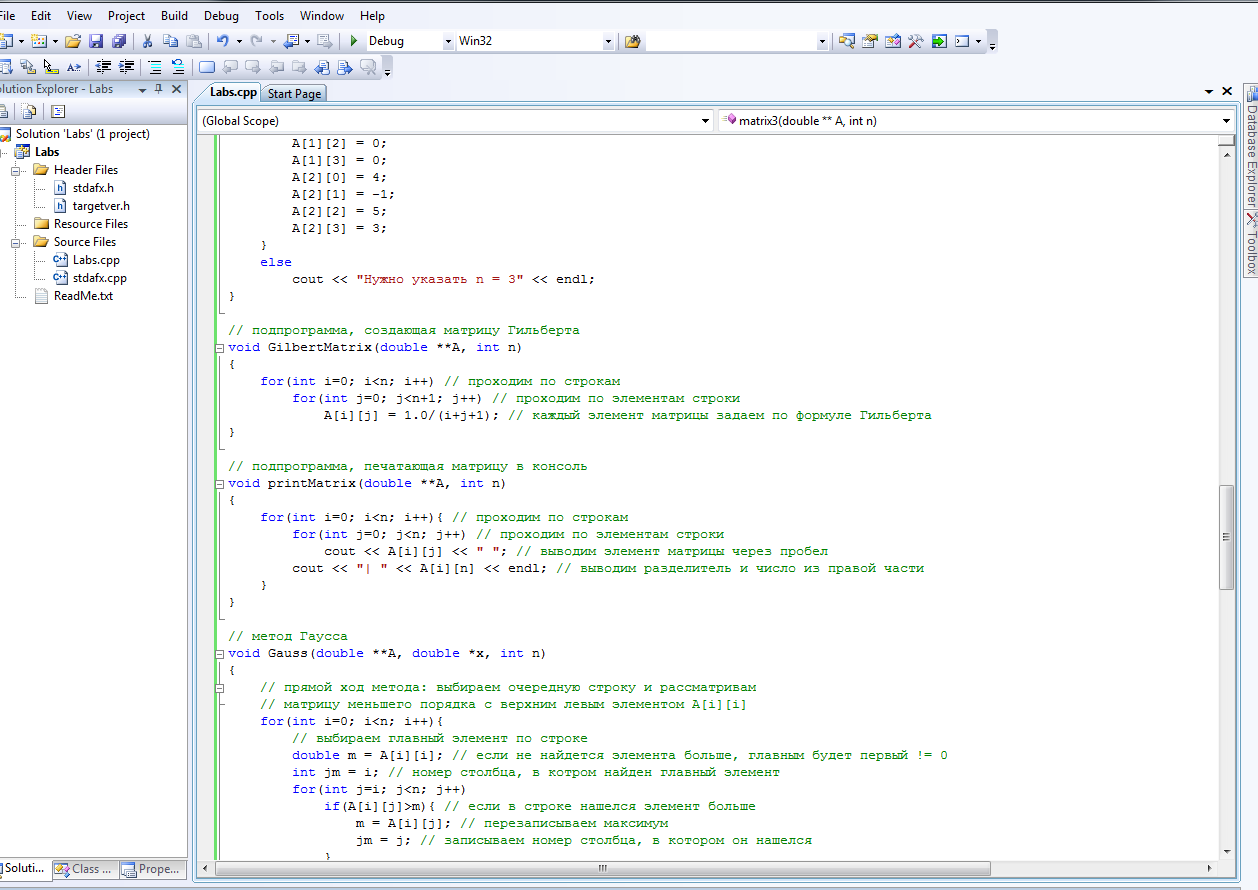 File Edit View Project Build Debug Tools Window Help
Debug Win32
Solution Explorer - Labs
Labs.cpp Start Page
(Global Scope) matrix3(double ** A, int n)
Solution 'Labs' (1 project)
Labs
Header Files
stdafx.h
targetver.h
Resource Files
Source Files
Labs.cpp
stdafx.cpp
ReadMe.txt
A[1][2] = 0;
A[1][3] = 0;
A[2][0] = 4;
A[2][1] = -1;
A[2][2] = 5;
A[2][3] = 3;
}
else
cout << "Нужно указать n = 3" << endl;
}
// подпрограмма, создающая матрицу Гильберта
void GilbertMatrix(double **A, int n)
{
for(int i=0; i<n; i++) // проходим по строкам
for(int j=0; j<n+1; j++) // проходим по элементам строки
A[i][j] = 1.0/(i+j+1); // каждый элемент матрицы задаем по формуле Гильберта
}
// подпрограмма, печатающая матрицу в консоль
void printMatrix(double **A, int n)
{
for(int i=0; i<n; i++){ // проходим по строкам
for(int j=0; j<n; j++) // проходим по элементам строки
cout << A[i][j] << " "; // выводим элемент матрицы через пробел
cout << "| " << A[i][n] << endl; // выводим разделитель и число из правой части
}
}
// метод Гаусса
void Gauss(double **A, double *x, int n)
{
// прямой ход метода: выбираем очередную строку и рассматривам
// матрицу меньшего порядка с верхним левым элементом A[i][i]
for(int i=0; i<n; i++){
// выбираем главный элемент по строке
double m = A[i][i]; // если не найдется элемента больше, главным будет первый != 0
int jm = i; // номер столбца, в котром найден главный элемент
for(int j=i; j<n; j++)
if(A[i][j]>m){ // если в строке нашелся элемент больше
m = A[i][j]; // перезаписываем максимум
jm = j; // записываем номер столбца, в котором он нашелся
}
Soluti... Class ... Prope...
Database Explorer
Toolbox